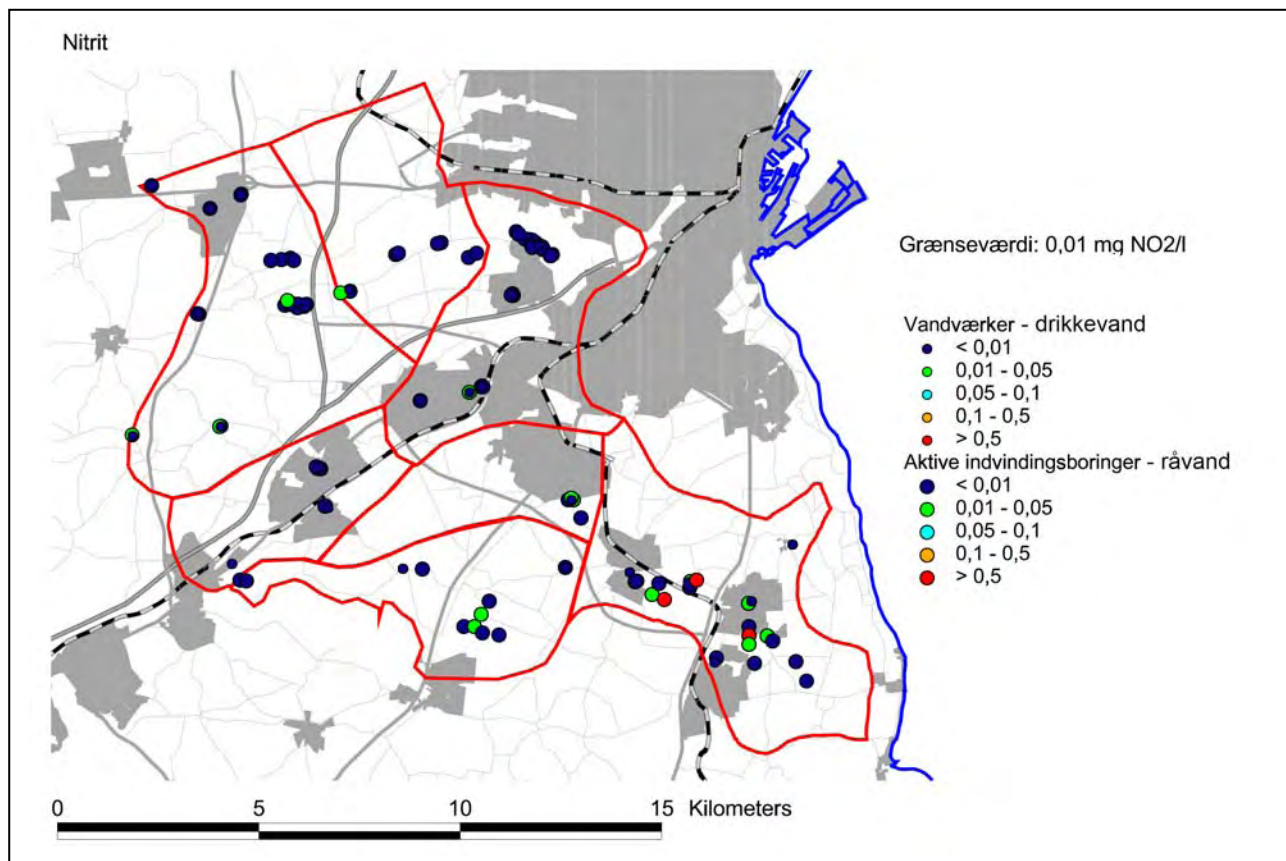 Nitrit
Grænseværdi: 0,01 mg NO2/l
Vandværker - drikkevand
< 0,01
0,01 - 0,05
0,05 - 0,1
0,1 - 0,5
> 0,5
Aktive indvindingsboringer - råvand
< 0,01
0,01 - 0,05
0,05 - 0,1
0,1 - 0,5
> 0,5
0 5 10 15 Kilometers